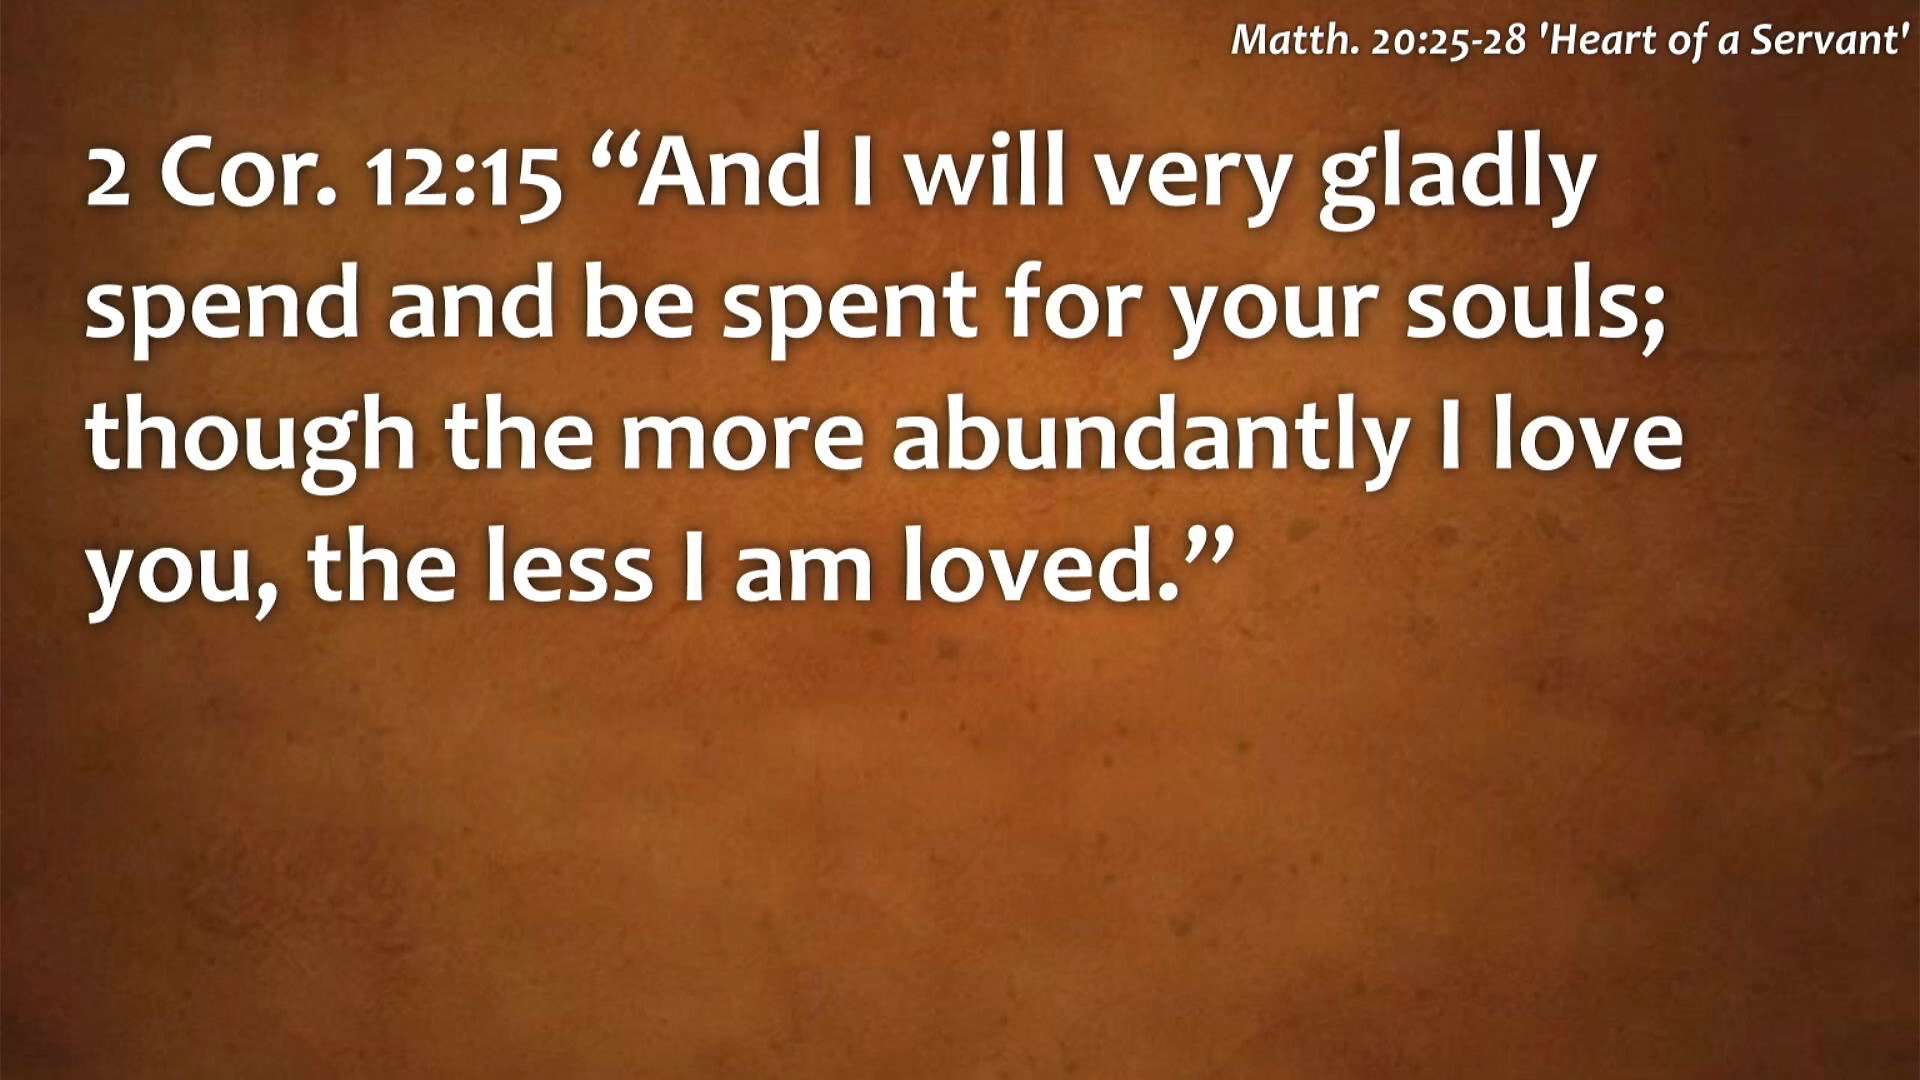 Matth. 20:25-28 'Heart of a Servant'
2 Cor. 12:15 “And I will very gladly
spend and be spent for your souls;
though the more abundantly I love
you, the less I am loved.”